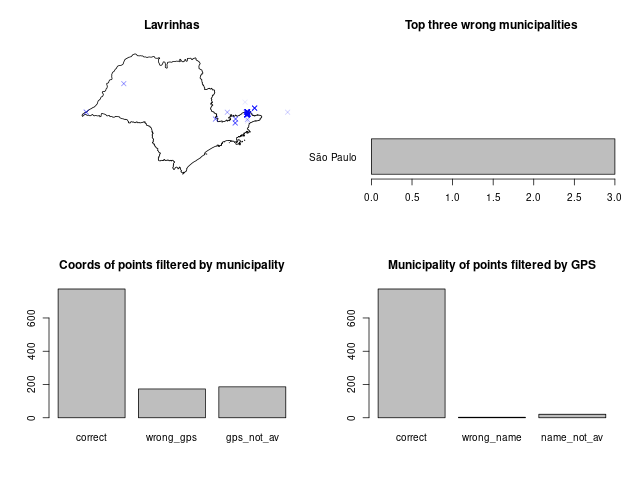 Lavrinhas
Top three wrong municipalities
São Paulo
0.0 0.5 1.0 1.5 2.0 2.5 3.0
Coords of points filtered by municipality
0 200 400 600
correct wrong_gps gps_not_av
Municipality of points filtered by GPS
0 200 400 600
correct wrong_name name_not_av